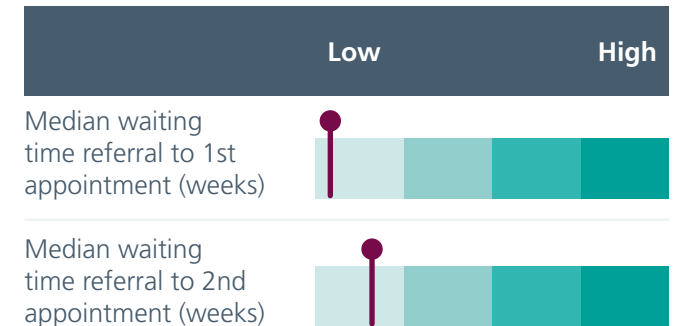 Low High
Median waiting
time referral to 1st
appointment (weeks)
Median waiting
time referral to 2nd
appointment (weeks)